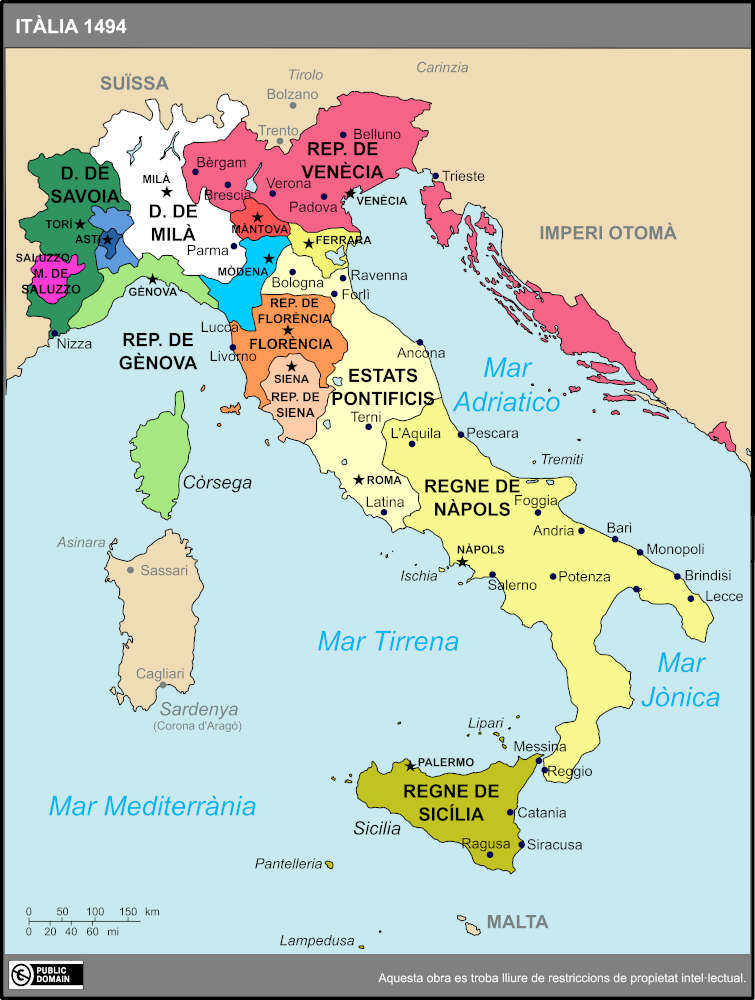 ITÀLIA 1494
Carinzia
Tirolo
SUÏSSA
Bolzano
Trento
Belluno
REP. DE
VENÈCIA
Bèrgam
D. DE
SAVOIA
MILÀ
Verona
Brescia
Padova
VENÈCIA
Trieste
D. DE
MILÀ
TORÍ
MÀNTOVA
IMPERI OTOMÀ
AST
Parma
FERRARA
SALUZZO
M. DE
SALUZZO
MÒDENA
Bologna
Ravenna
GÈNOVA
Forlì
REP. DE
FLORÈNCIA
FLORÈNCIA
Lucca
Nizza
REP. DE
GÈNOVA
Livorno
Ancona
SIENA
REP. DE
SIENA
ESTATS
PONTIFICIS
Mar
Adriatico
Terni
L'Aquila
Pescara
Tremiti
Còrsega
ROMA
REGNE DE
NÀPOLS
Latina
Foggia
Andria
Bari
Asinara
Monopoli
Sassari
NÀPOLS
Ischia
Salerno
Potenza
Brindisi
Lecce
Mar Tirrena
Mar
Jònica
Cagliari
Sardenya
(Corona d'Aragó)
Lipari
Messina
PALERMO
Reggio
REGNE DE
SICÍLIA
Mar Mediterrània
Sicilia
Catania
Ragusa
Siracusa
Pantelleria
0 50 100 150 km
0 20 40 60 mi
MALTA
Lampedusa
PUBLIC
DOMAIN
Aquesta obra es troba lliure de restriccions de propietat intel·lectual.